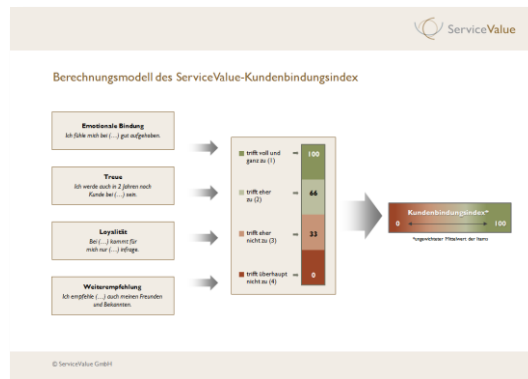 ServiceValue
Berechnungsmodell des ServiceValue-Kundenbindungsindex
Emotionale Bindung
Ich fühle mich bei (...) gut aufgehoben.
Treue
Ich werde auch in 2 Jahren noch
Kunde bei (...) sein.
Loyalität
Bei (...) kommt für
mich nur (...) infrage.
Weiterempfehlung
Ich empfehle (...) auch meinen Freunden
und Bekannten.
trifft voll und
ganz zu (1)
100
trifft eher
zu (2)
66
trifft eher
nicht zu (3)
33
trifft überhaupt
nicht zu (4)
0
Kundenbindungsindex*
0 100
*ungewichteter Mittelwert der Items
© ServiceValue GmbH